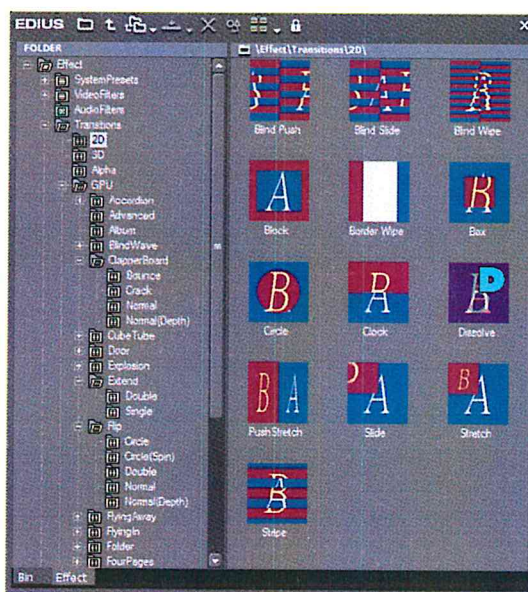 EDIUS
FOLDER
Effect
SystemPresets
VideoFilters
AudioFilters
Transitions
2D
3D
Alpha
GPU
Accordion
Advanced
Album
BlindWave
ClapperBoard
Bounce
Crack
Normal
Normal(Depth)
CubeTube
Door
Explosion
Extend
Double
Single
Flip
Circle
Circle(Spin)
Double
Normal
Normal(Depth)
FlyingAway
FlyingIn
Folder
FourPages
Bin Effect
\Effect\Transitions\2D\
Blind Push Blind Slide Blind Wipe
A B
Block Border Wipe Box
B A D
Circle Clock Dissolve
B A A B A
PushStretch Slide Stretch
Stripe